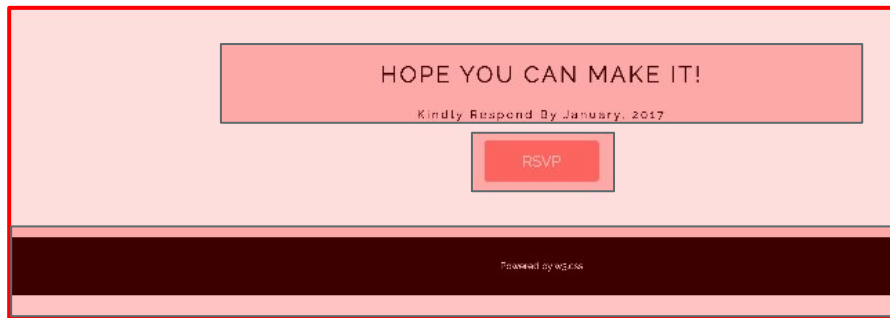 HOPE YOU CAN MAKE IT!
Kindly Respond By January, 2017
RSVP
Powered by w3.css